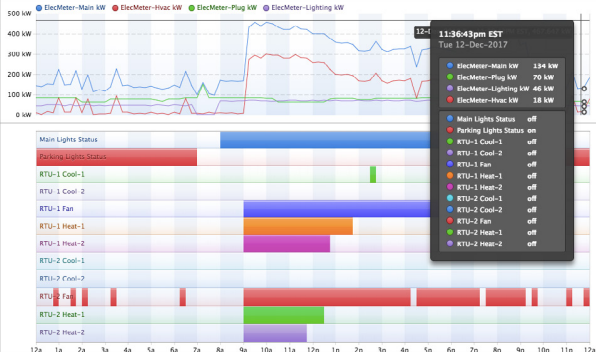 500 kW
ElecMeter-Main kW ElecMeter-Hvac kW ElecMeter-Plug kW ElecMeter-Lighting kW
400 kW
300 kW
200 kW
100 kW
0 kW
12-D
11:36:43pm EST
Tue 12-Dec-2017
ElecMeter-Main kW 134 kW
ElecMeter-Plug kW 70 kW
ElecMeter-Lighting kW 46 kW
ElecMeter-Hvac kW 18 kW
Main Lights Status off
Parking Lights Status on
RTU-1 Cool-1 off
RTU-1 Cool-2 off
RTU-1 Fan off
RTU-1 Heat-1 off
RTU-1 Heat-2 off
RTU-2 Cool-1 off
RTU-2 Cool-2 off
RTU-2 Fan off
RTU-2 Heat-1 off
RTU-2 Heat-2 off
Main Lights Status
Parking Lights Status
RTU-1 Cool-1
RTU-1 Cool-2
RTU-1 Fan
RTU-1 Heat-1
RTU-1 Heat-2
RTU-2 Cool-1
RTU-2 Cool-2
RTU-2 Fan
RTU-2 Heat-1
RTU-2 Heat-2
12a 1a 2a 3a 4a 5a 6a 7a 8a 9a 10a 11a 12p 1p 2p 3p 4p 5p 6p 7p 8p 9p 10p 11p 12a